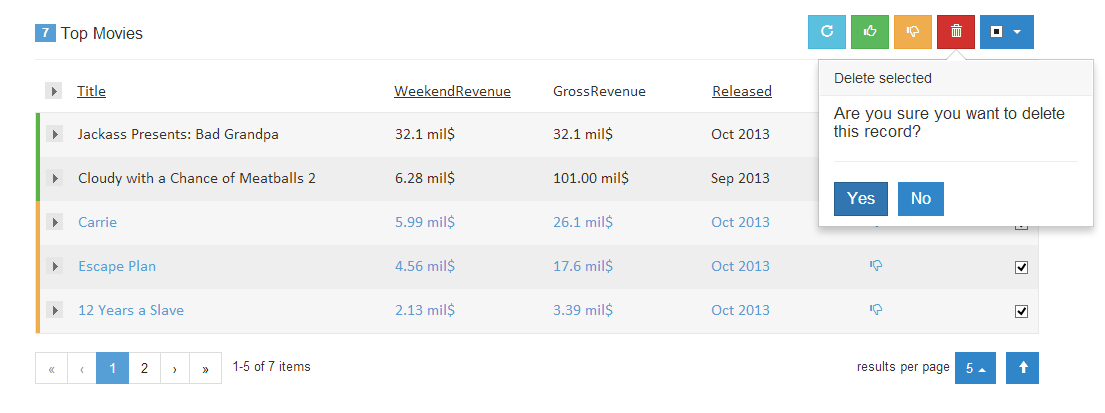 7 Top Movies
Delete selected
Are you sure you want to delete
this record?
Yes No
Title WeekendRevenue GrossRevenue Released
Jackass Presents: Bad Grandpa 32.1 mil$ 32.1 mil$ Oct 2013
Cloudy with a Chance of Meatballs 2 6.28 mil$ 101.00 mil$ Sep 2013
Carrie 5.99 mil$ 26.1 mil$ Oct 2013
Escape Plan 4.56 mil$ 17.6 mil$ Oct 2013
12 Years a Slave 2.13 mil$ 3.39 mil$ Oct 2013
« ‹ 1 2 › » 1-5 of 7 items results per page 5